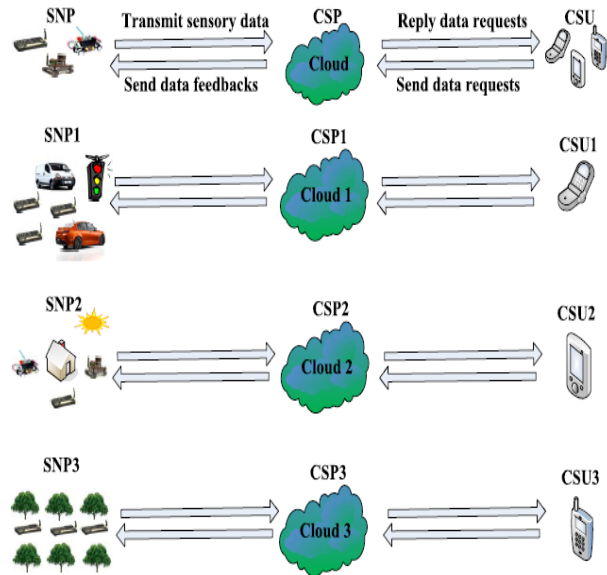 SNP
CSP
CSU
Transmit sensory data
Reply data requests
Cloud
Send data feedbacks
Send data requests
SNP1
CSP1
CSU1
Cloud 1
SNP2
CSP2
CSU2
Cloud 2
SNP3
CSP3
CSU3
Cloud 3